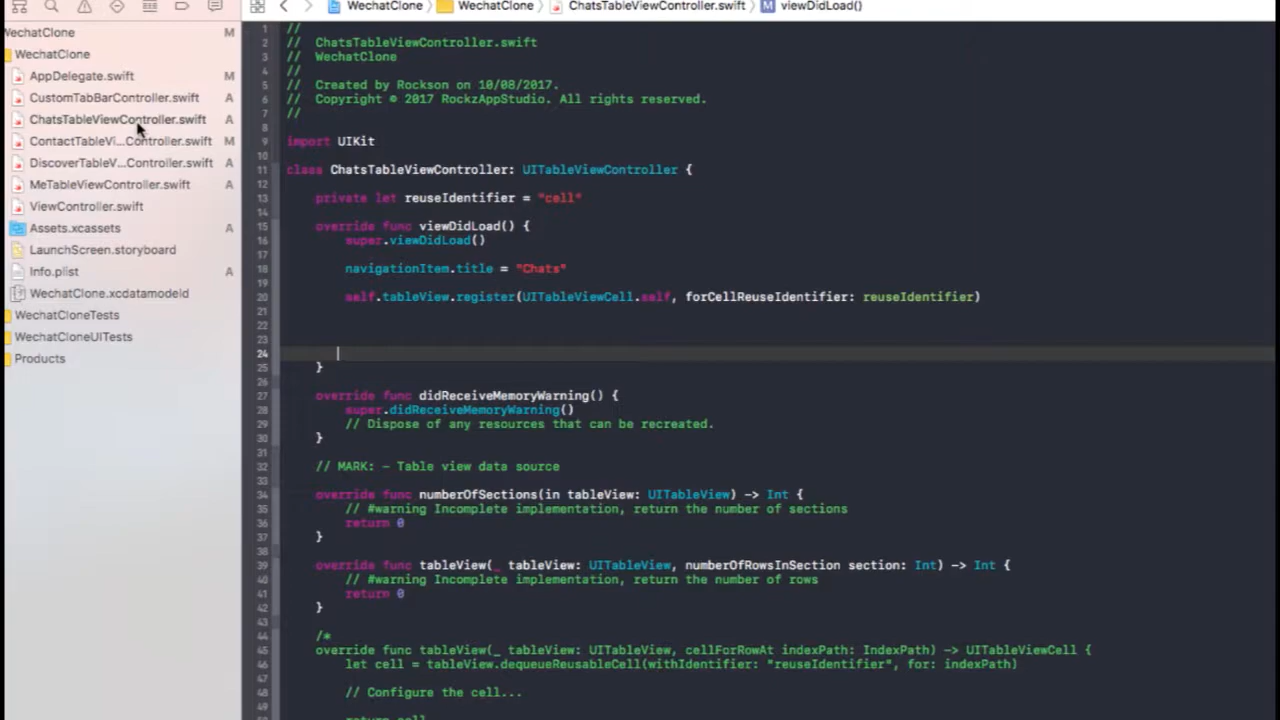 WechatClone
WechatClone
ChatsTableViewController.swift
M
viewDidLoad()
WechatClone
M
WechatClone
AppDelegate.swift
M
CustomTabBarController.swift
A
ChatsTableViewController.swift
A
ContactTableVi...Controller.swift
M
DiscoverTableV...Controller.swift
A
MeTableViewController.swift
A
ViewController.swift
Assets.xcassets
A
LaunchScreen.storyboard
Info.plist
A
WechatClone.xcdatamodeld
WechatCloneTests
WechatCloneUITests
Products
1 //
2 //  ChatsTableViewController.swift
3 //  WechatClone
4 //
5 //  Created by Rockson on 10/08/2017.
6 //  Copyright © 2017 RockzAppStudio. All rights reserved.
7 //
8
9 import UIKit
10
11 class ChatsTableViewController: UITableViewController {
12
13     private let reuseIdentifier = "cell"
14
15     override func viewDidLoad() {
16         super.viewDidLoad()
17
18         navigationItem.title = "Chats"
19
20         self.tableView.register(UITableViewCell.self, forCellReuseIdentifier: reuseIdentifier)
21
22
23
24
25     }
26
27     override func didReceiveMemoryWarning() {
28         super.didReceiveMemoryWarning()
29         // Dispose of any resources that can be recreated.
30     }
31
32     // MARK: - Table view data source
33
34     override func numberOfSections(in tableView: UITableView) -> Int {
35         // #warning Incomplete implementation, return the number of sections
36         return 0
37     }
38
39     override func tableView(_ tableView: UITableView, numberOfRowsInSection section: Int) -> Int {
40         // #warning Incomplete implementation, return the number of rows
41         return 0
42     }
43
44     /*
45     override func tableView(_ tableView: UITableView, cellForRowAt indexPath: IndexPath) -> UITableViewCell {
46         let cell = tableView.dequeueReusableCell(withIdentifier: "reuseIdentifier", for: indexPath)
47
48         // Configure the cell...
49
return cell